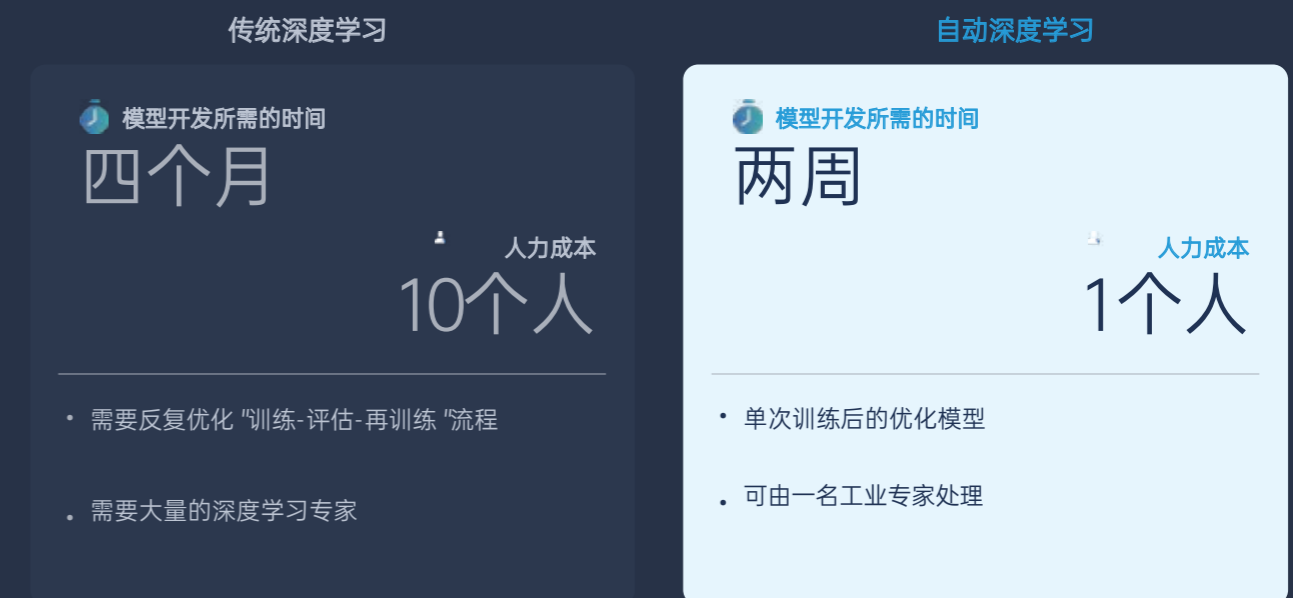 传统深度学习
模型开发所需的时间
四个月
人力成本
10个人
• 需要反复优化 "训练-评估-再训练 "流程
• 需要大量的深度学习专家
自动深度学习
模型开发所需的时间
两周
人力成本
1个人
• 单次训练后的优化模型
• 可由一名工业专家处理